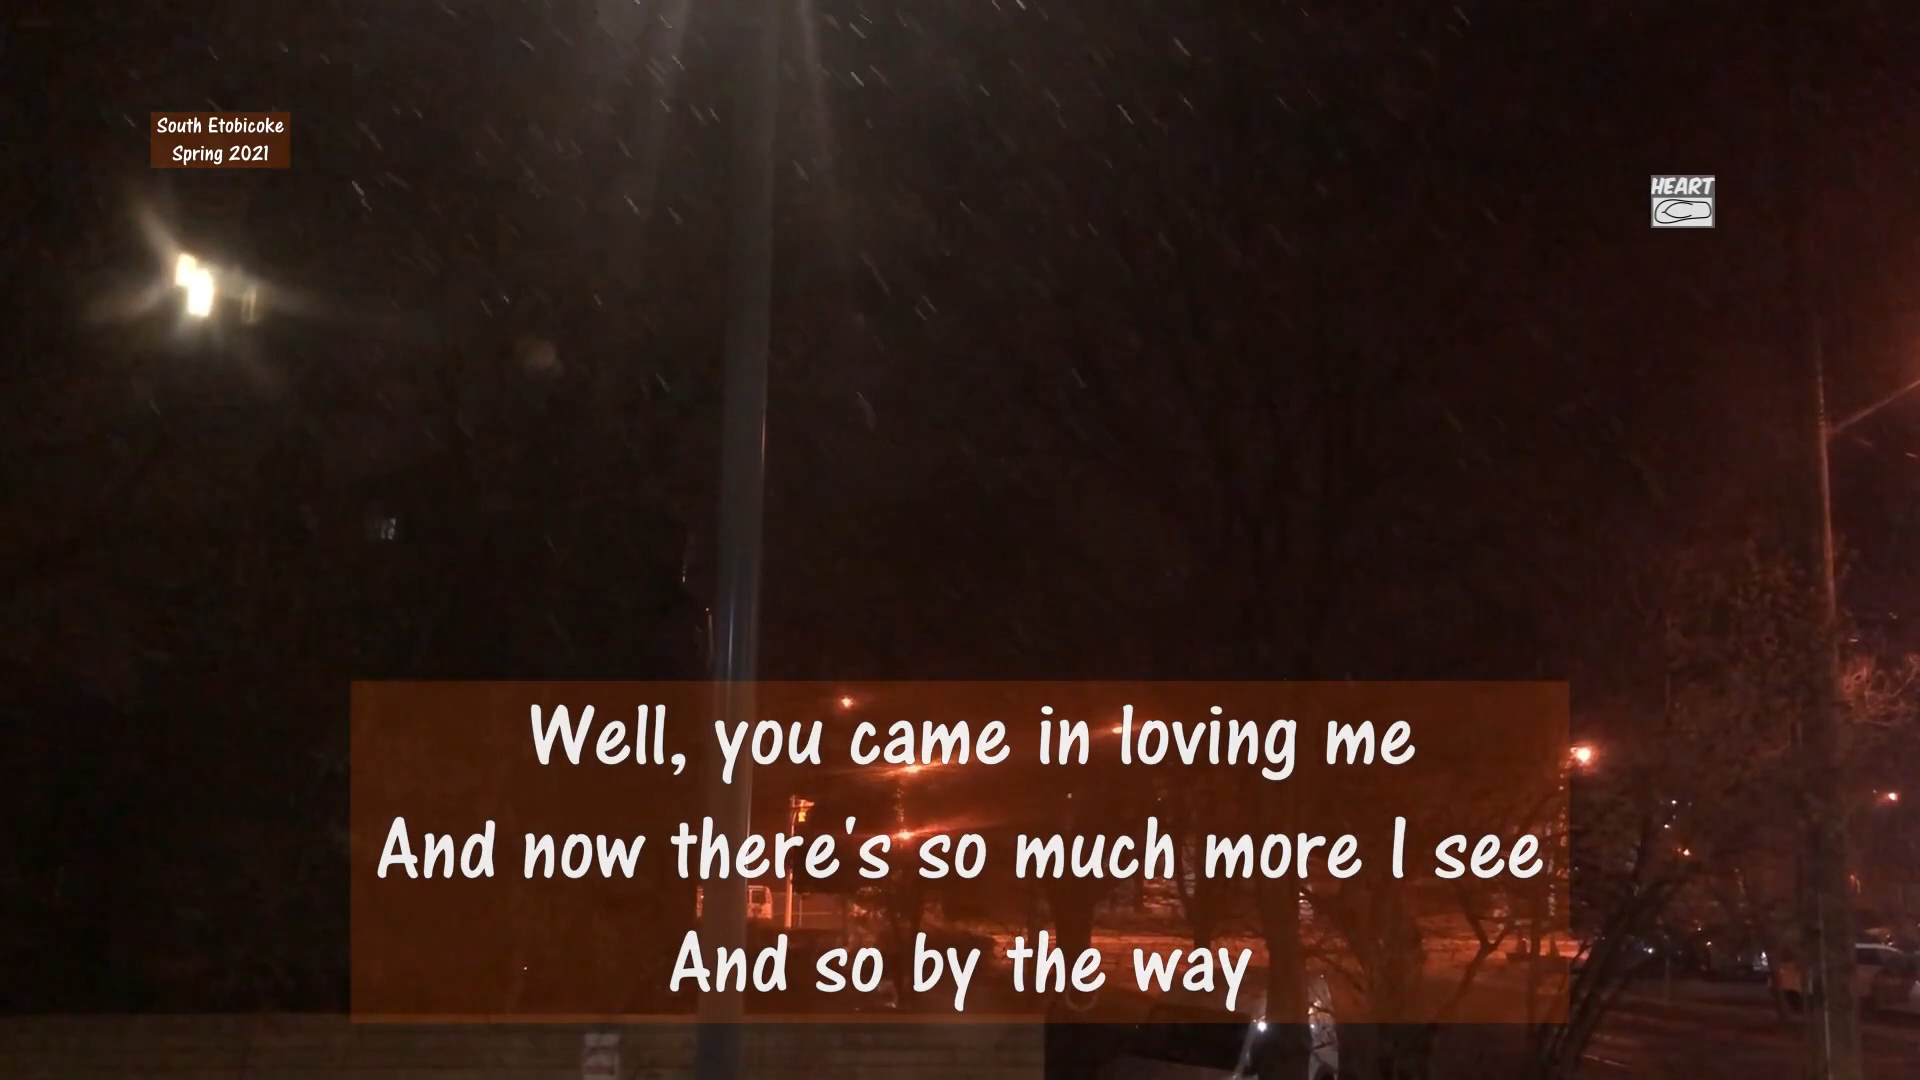 South Etobicoke
Spring 2021
HEART
Well, you came in loving me
And now there's so much more I see
And so by the way